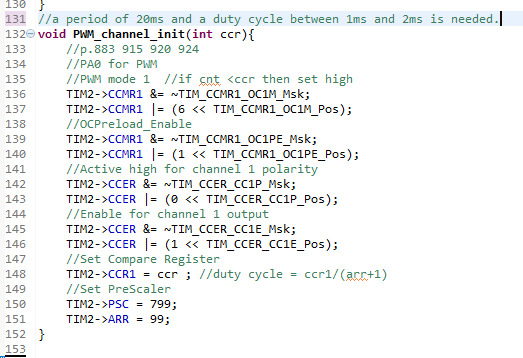 130 }
131 //a period of 20ms and a duty cycle between 1ms and 2ms is needed.
132 void PWM_channel_init(int ccr){
133 //p.883 915 920 924
134 //PA0 for PWM
135 //PWM mode 1  //if cnt <ccr then set high
136 TIM2->CCMR1 &= ~TIM_CCMR1_OC1M_Msk;
137 TIM2->CCMR1 |= (6 << TIM_CCMR1_OC1M_Pos);
138 //OCPreload_Enable
139 TIM2->CCMR1 &= ~TIM_CCMR1_OC1PE_Msk;
140 TIM2->CCMR1 |= (1 << TIM_CCMR1_OC1PE_Pos);
141 //Active high for channel 1 polarity
142 TIM2->CCER &= ~TIM_CCER_CC1P_Msk;
143 TIM2->CCER |= (0 << TIM_CCER_CC1P_Pos);
144 //Enable for channel 1 output
145 TIM2->CCER &= ~TIM_CCER_CC1E_Msk;
146 TIM2->CCER |= (1 << TIM_CCER_CC1E_Pos);
147 //Set Compare Register
148 TIM2->CCR1 = ccr ; //duty cycle = ccr1/(arr+1)
149 //Set PreScaler
150 TIM2->PSC = 799;
151 TIM2->ARR = 99;
152 }
153